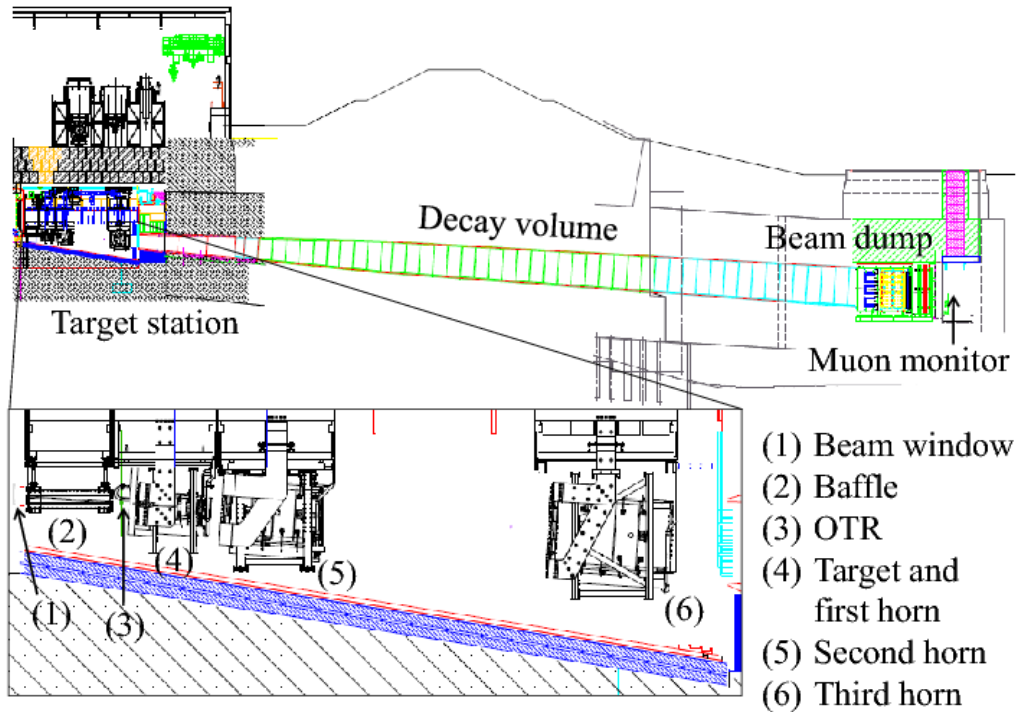 Decay volume
Beam dump
Target station
Muon monitor
(1) Beam window
(2) Baffle
(3) OTR
(4) Target and
first horn
(5) Second horn
(6) Third horn
(2)
(4)
(5)
(1)
(3)
(6)